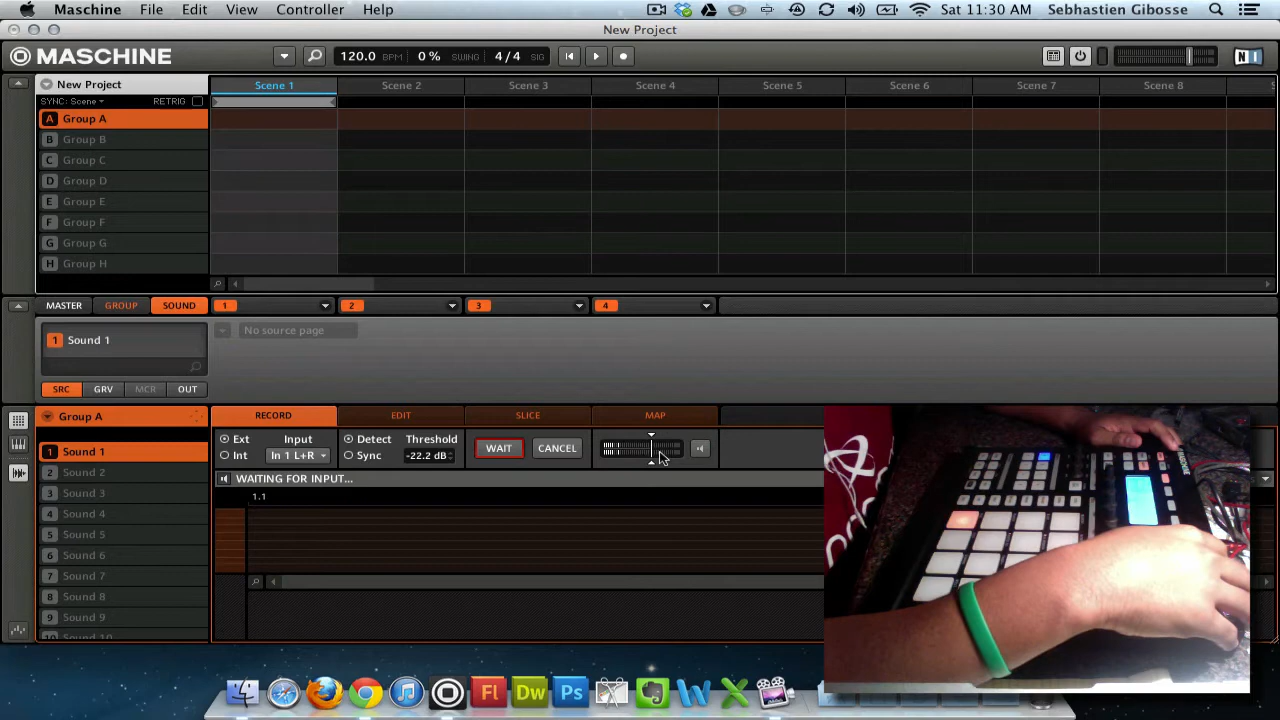 Maschine File Edit View Controller Help Sat 11:30 AM Sebhastien Gibosse
New Project
MASCHINE 120.0 BPM 0% SWING 4/4 SIG
New Project Scene 1 Scene 2 Scene 3 Scene 4 Scene 5 Scene 6 Scene 7 Scene 8
SYNC: Scene RETRIG
A Group A
B Group B
C Group C
D Group D
E Group E
F Group F
G Group G
H Group H
MASTER GROUP SOUND 1 2 3 4
No source page
1 Sound 1
SRC GRV MCR OUT
Group A RECORD EDIT SLICE MAP
Ext Input Detect Threshold
Int In 1 L+R Sync -22.2 dB WAIT CANCEL
1 Sound 1
2 Sound 2
WAITING FOR INPUT...
3 Sound 3
1.1
4 Sound 4
5 Sound 5
6 Sound 6
7 Sound 7
8 Sound 8
9 Sound 9
10 Sound 10
Fl Dw Ps W X